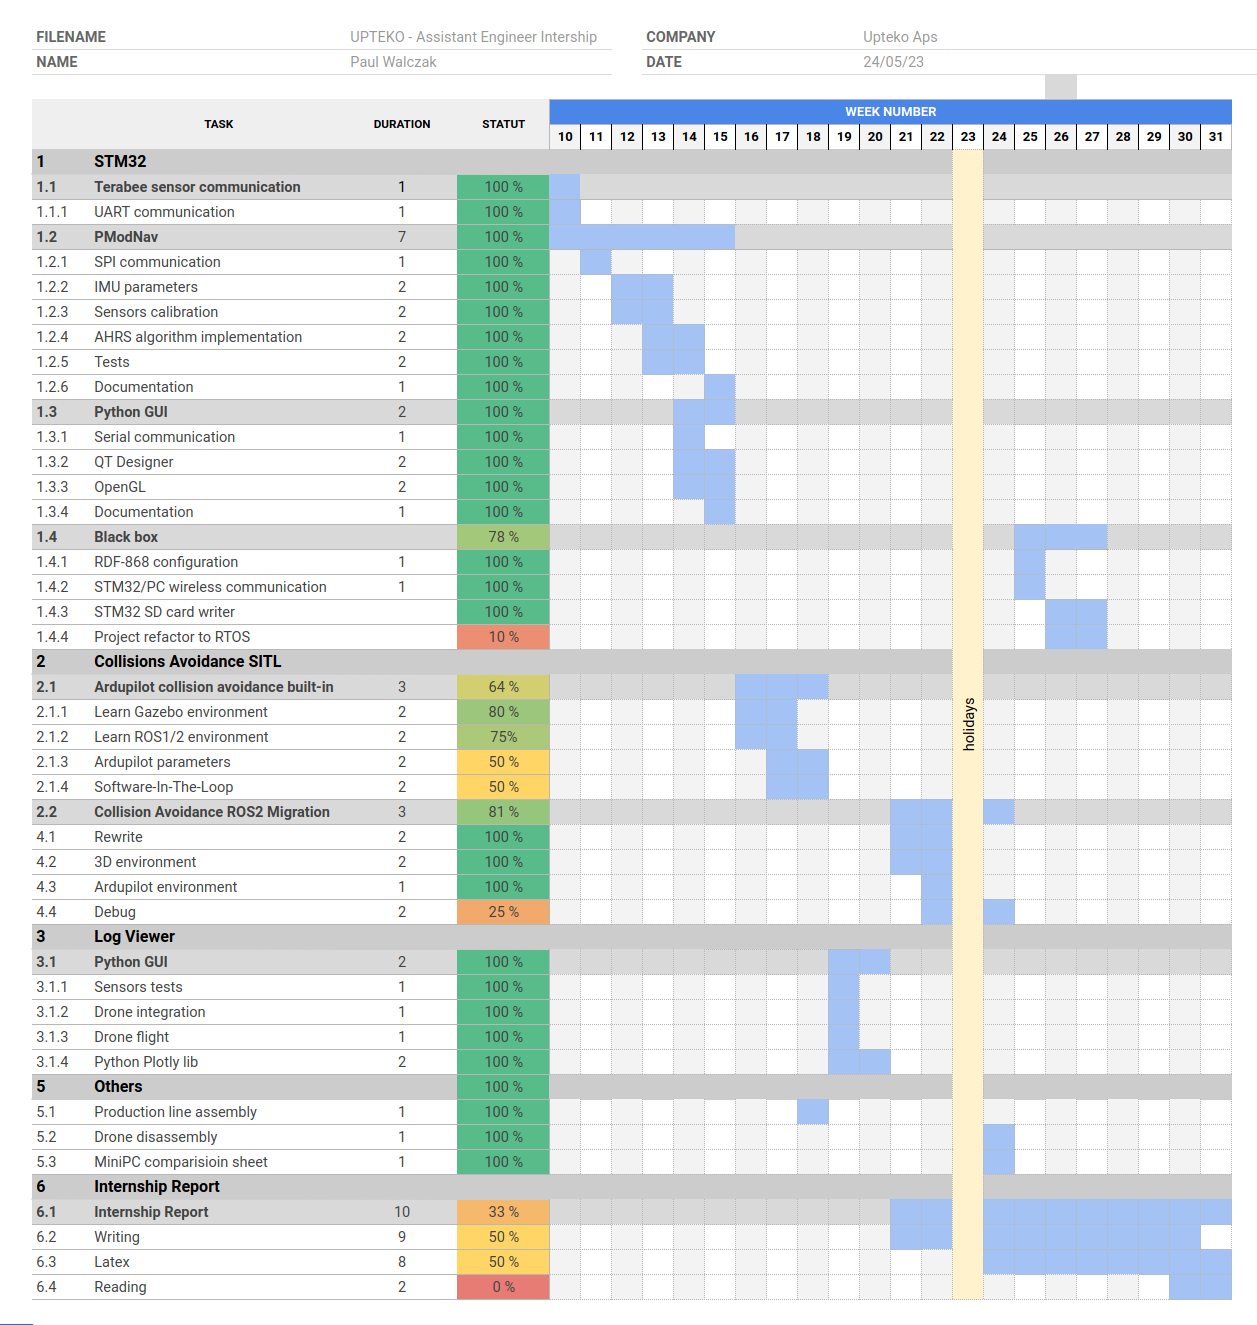 FILENAME UPTEKO - Assistant Engineer Intership COMPANY Upteko Aps
NAME Paul Walczak DATE 24/05/23
WEEK NUMBER
TASK DURATION STATUT
10 11 12 13 14 15 16 17 18 19 20 21 22 23 24 25 26 27 28 29 30 31
1 STM32
1.1 Terabee sensor communication 1 100 %
1.1.1 UART communication 1 100 %
1.2 PModNav 7 100 %
1.2.1 SPI communication 1 100 %
1.2.2 IMU parameters 2 100 %
1.2.3 Sensors calibration 2 100 %
1.2.4 AHRS algorithm implementation 2 100 %
1.2.5 Tests 2 100 %
1.2.6 Documentation 1 100 %
1.3 Python GUI 2 100 %
1.3.1 Serial communication 1 100 %
1.3.2 QT Designer 2 100 %
1.3.3 OpenGL 2 100 %
1.3.4 Documentation 1 100 %
1.4 Black box 78 %
1.4.1 RDF-868 configuration 1 100 %
1.4.2 STM32/PC wireless communication 1 100 %
1.4.3 STM32 SD card writer 100 %
1.4.4 Project refactor to RTOS 10 %
2 Collisions Avoidance SITL
2.1 Ardupilot collision avoidance built-in 3 64 %
2.1.1 Learn Gazebo environment 2 80 %
holidays
2.1.2 Learn ROS1/2 environment 2 75%
2.1.3 Ardupilot parameters 2 50 %
2.1.4 Software-In-The-Loop 2 50 %
2.2 Collision Avoidance ROS2 Migration 3 81 %
4.1 Rewrite 2 100 %
4.2 3D environment 2 100 %
4.3 Ardupilot environment 1 100 %
4.4 Debug 2 25 %
3 Log Viewer
3.1 Python GUI 2 100 %
3.1.1 Sensors tests 1 100 %
3.1.2 Drone integration 1 100 %
3.1.3 Drone flight 1 100 %
3.1.4 Python Plotly lib 2 100 %
5 Others 100 %
5.1 Production line assembly 1 100 %
5.2 Drone disassembly 1 100 %
5.3 MiniPC comparisioin sheet 1 100 %
6 Internship Report
6.1 Internship Report 10 33 %
6.2 Writing 9 50 %
6.3 Latex 8 50 %
6.4 Reading 2 0 %